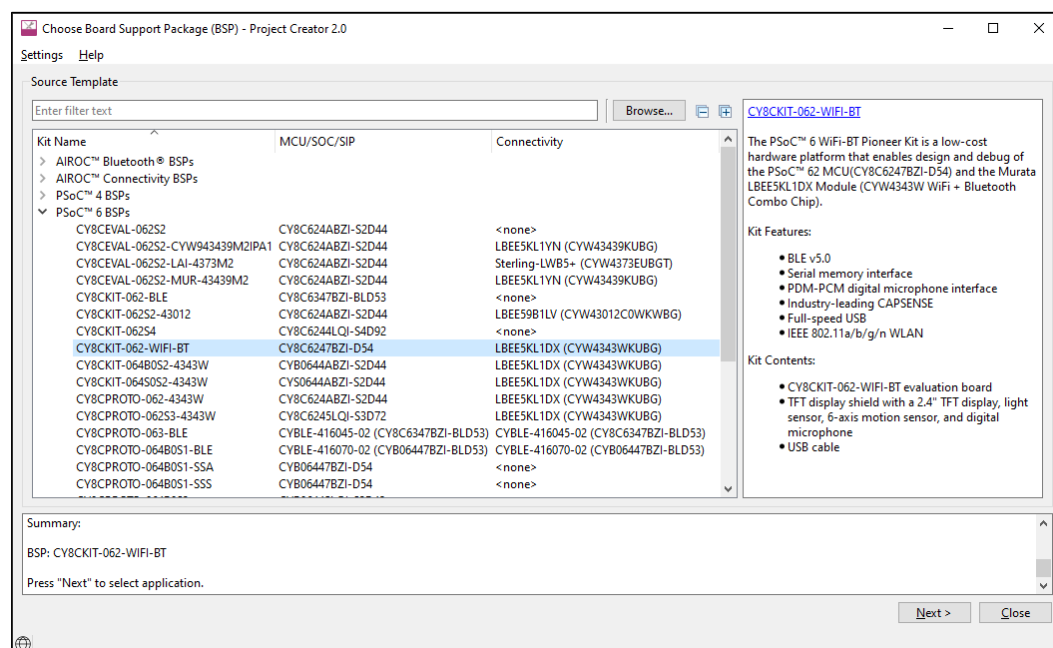 Choose Board Support Package (BSP) - Project Creator 2.0
Settings Help
Source Template
Enter filter text
Browse...
Kit Name MCU/SOC/SIP Connectivity
AIROC™ Bluetooth® BSPs
AIROC™ Connectivity BSPs
PSoC™ 4 BSPs
PSoC™ 6 BSPs
CY8CEVAL-062S2 CY8C624ABZI-S2D44 <none>
CY8CEVAL-062S2-CYW943439M2IPA1 CY8C624ABZI-S2D44 LBEE5KL1YN (CYW43439KUBG)
CY8CEVAL-062S2-LAI-4373M2 CY8C624ABZI-S2D44 Sterling-LWB5+ (CYW4373EUBGT)
CY8CEVAL-062S2-MUR-43439M2 CY8C624ABZI-S2D44 LBEE5KL1YN (CYW43439KUBG)
CY8CKIT-062-BLE CY8C6347BZI-BLD53 <none>
CY8CKIT-062S2-43012 CY8C624ABZI-S2D44 LBEE59B1LV (CYW43012C0WKWBG)
CY8CKIT-062S4 CY8C6244LQI-S4D92 <none>
CY8CKIT-062-WIFI-BT CY8C6247BZI-D54 LBEE5KL1DX (CYW4343WKUBG)
CY8CKIT-064B0S2-4343W CYB0644ABZI-S2D44 LBEE5KL1DX (CYW4343WKUBG)
CY8CKIT-064S0S2-4343W CYS0644ABZI-S2D44 LBEE5KL1DX (CYW4343WKUBG)
CY8CPROTO-062-4343W CY8C624ABZI-S2D44 LBEE5KL1DX (CYW4343WKUBG)
CY8CPROTO-062S3-4343W CY8C6245LQI-S3D72 LBEE5KL1DX (CYW4343WKUBG)
CY8CPROTO-063-BLE CYBLE-416045-02 (CY8C6347BZI-BLD53) CYBLE-416045-02 (CY8C6347BZI-BLD53)
CY8CPROTO-064B0S1-BLE CYBLE-416070-02 (CYB06447BZI-BLD53) CYBLE-416070-02 (CYB06447BZI-BLD53)
CY8CPROTO-064B0S1-SSA CYB06447BZI-D54 <none>
CY8CPROTO-064B0S1-SSS CYB06447BZI-D54 <none>
CY8CKIT-062-WIFI-BT
The PSoC™ 6 WiFi-BT Pioneer Kit is a low-cost
hardware platform that enables design and debug of
the PSoC™ 62 MCU(CY8C6247BZI-D54) and the Murata
LBEE5KL1DX Module (CYW4343W WiFi + Bluetooth
Combo Chip).
Kit Features:
• BLE v5.0
• Serial memory interface
• PDM-PCM digital microphone interface
• Industry-leading CAPSENSE
• Full-speed USB
• IEEE 802.11a/b/g/n WLAN
Kit Contents:
• CY8CKIT-062-WIFI-BT evaluation board
• TFT display shield with a 2.4" TFT display, light
sensor, 6-axis motion sensor, and digital
microphone
• USB cable
Summary:
BSP: CY8CKIT-062-WIFI-BT
Press "Next" to select application.
Next > Close